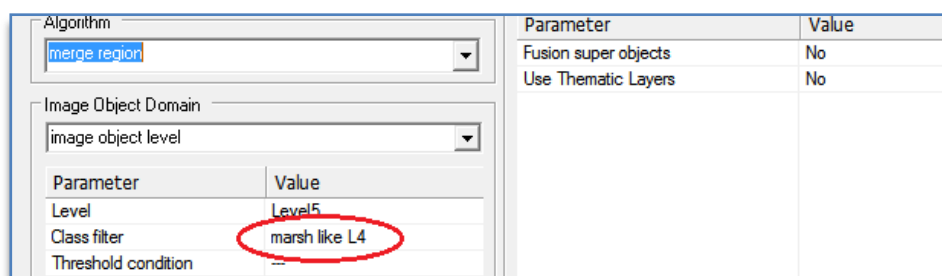 Algorithm
merge region
Image Object Domain
image object level
Parameter Value
Level Level5
Class filter marsh like L4
Threshold condition ---
Parameter Value
Fusion super objects No
Use Thematic Layers No